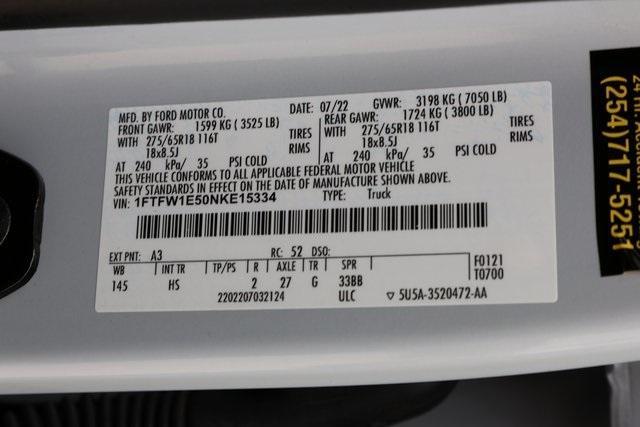 MFD. BY FORD MOTOR CO. DATE: 07/22 GVWR: 3198 KG (7050 LB)
FRONT GAWR: 1599 KG (3525 LB) REAR GAWR: 1724 KG (3800 LB)
WITH 275/65R18 116T TIRES WITH 275/65R18 116T TIRES
18x8.5J RIMS 18x8.5J RIMS
AT 240 kPa/ 35 PSI COLD AT 240 kPa/ 35 PSI COLD
THIS VEHICLE CONFORMS TO ALL APPLICABLE FEDERAL MOTOR VEHICLE
SAFETY STANDARDS IN EFFECT ON THE DATE OF MANUFACTURE SHOWN ABOVE.
VIN: 1FTFW1E50NKE15334 TYPE: Truck
EXT PNT: A3 RC: 52 DSO: F0121
WB INT TR TP/PS R AXLE TR SPR T0700
145 HS 2 27 G 33BB
2202207032124 ULC ▽ 5U5A-3520472-AA
(254)717-5251